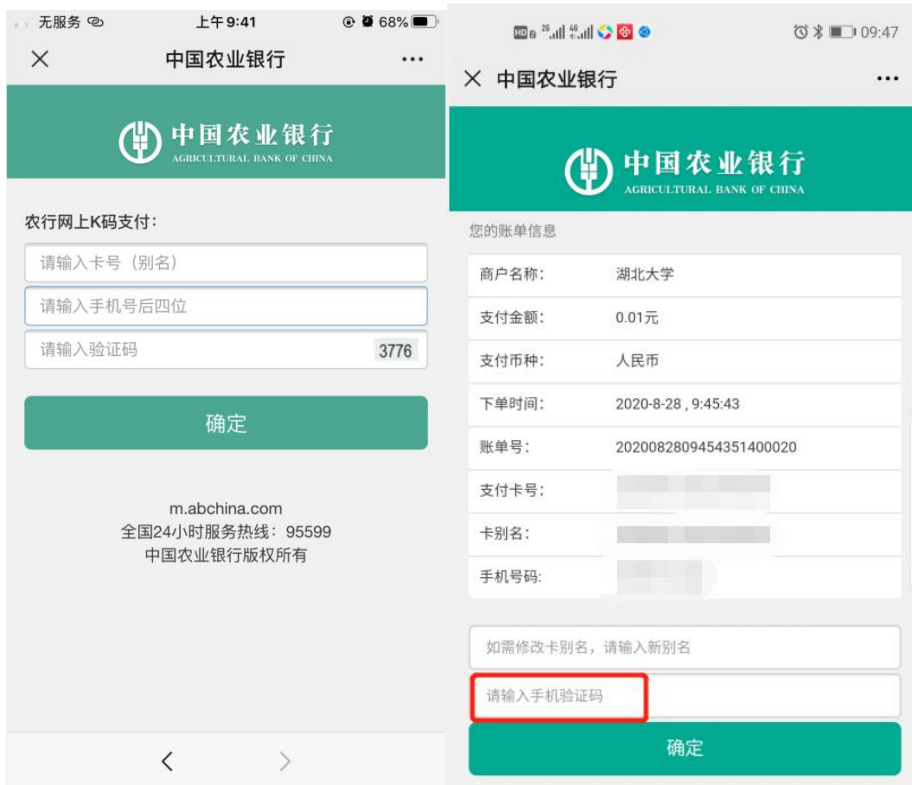 无服务
上午 9:41
68%
中国农业银行
中国农业银行
AGRICULTURAL BANK OF CHINA
农行网上K码支付：
请输入卡号（别名）
请输入手机号后四位
请输入验证码
3776
确定
m.abchina.com
全国24小时服务热线：95599
中国农业银行版权所有
HD
2G
4G
09:47
中国农业银行
中国农业银行
AGRICULTURAL BANK OF CHINA
您的账单信息
商户名称： 湖北大学
支付金额： 0.01元
支付币种： 人民币
下单时间： 2020-8-28 , 9:45:43
账单号： 2020082809454351400020
支付卡号：
卡别名：
手机号码:
如需修改卡别名，请输入新别名
请输入手机验证码
确定